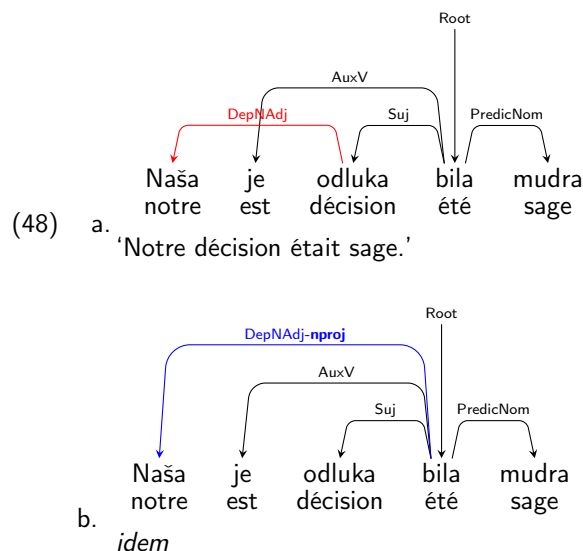 Root
AuxV
DepNAdj Suj PredicNom
Naša je odluka bila mudra
notre est décision été sage
(48) a.
‘Notre décision était sage.’
Root
DepNAdj-nproj
AuxV
Suj PredicNom
Naša je odluka bila mudra
notre est décision été sage
b.
idem